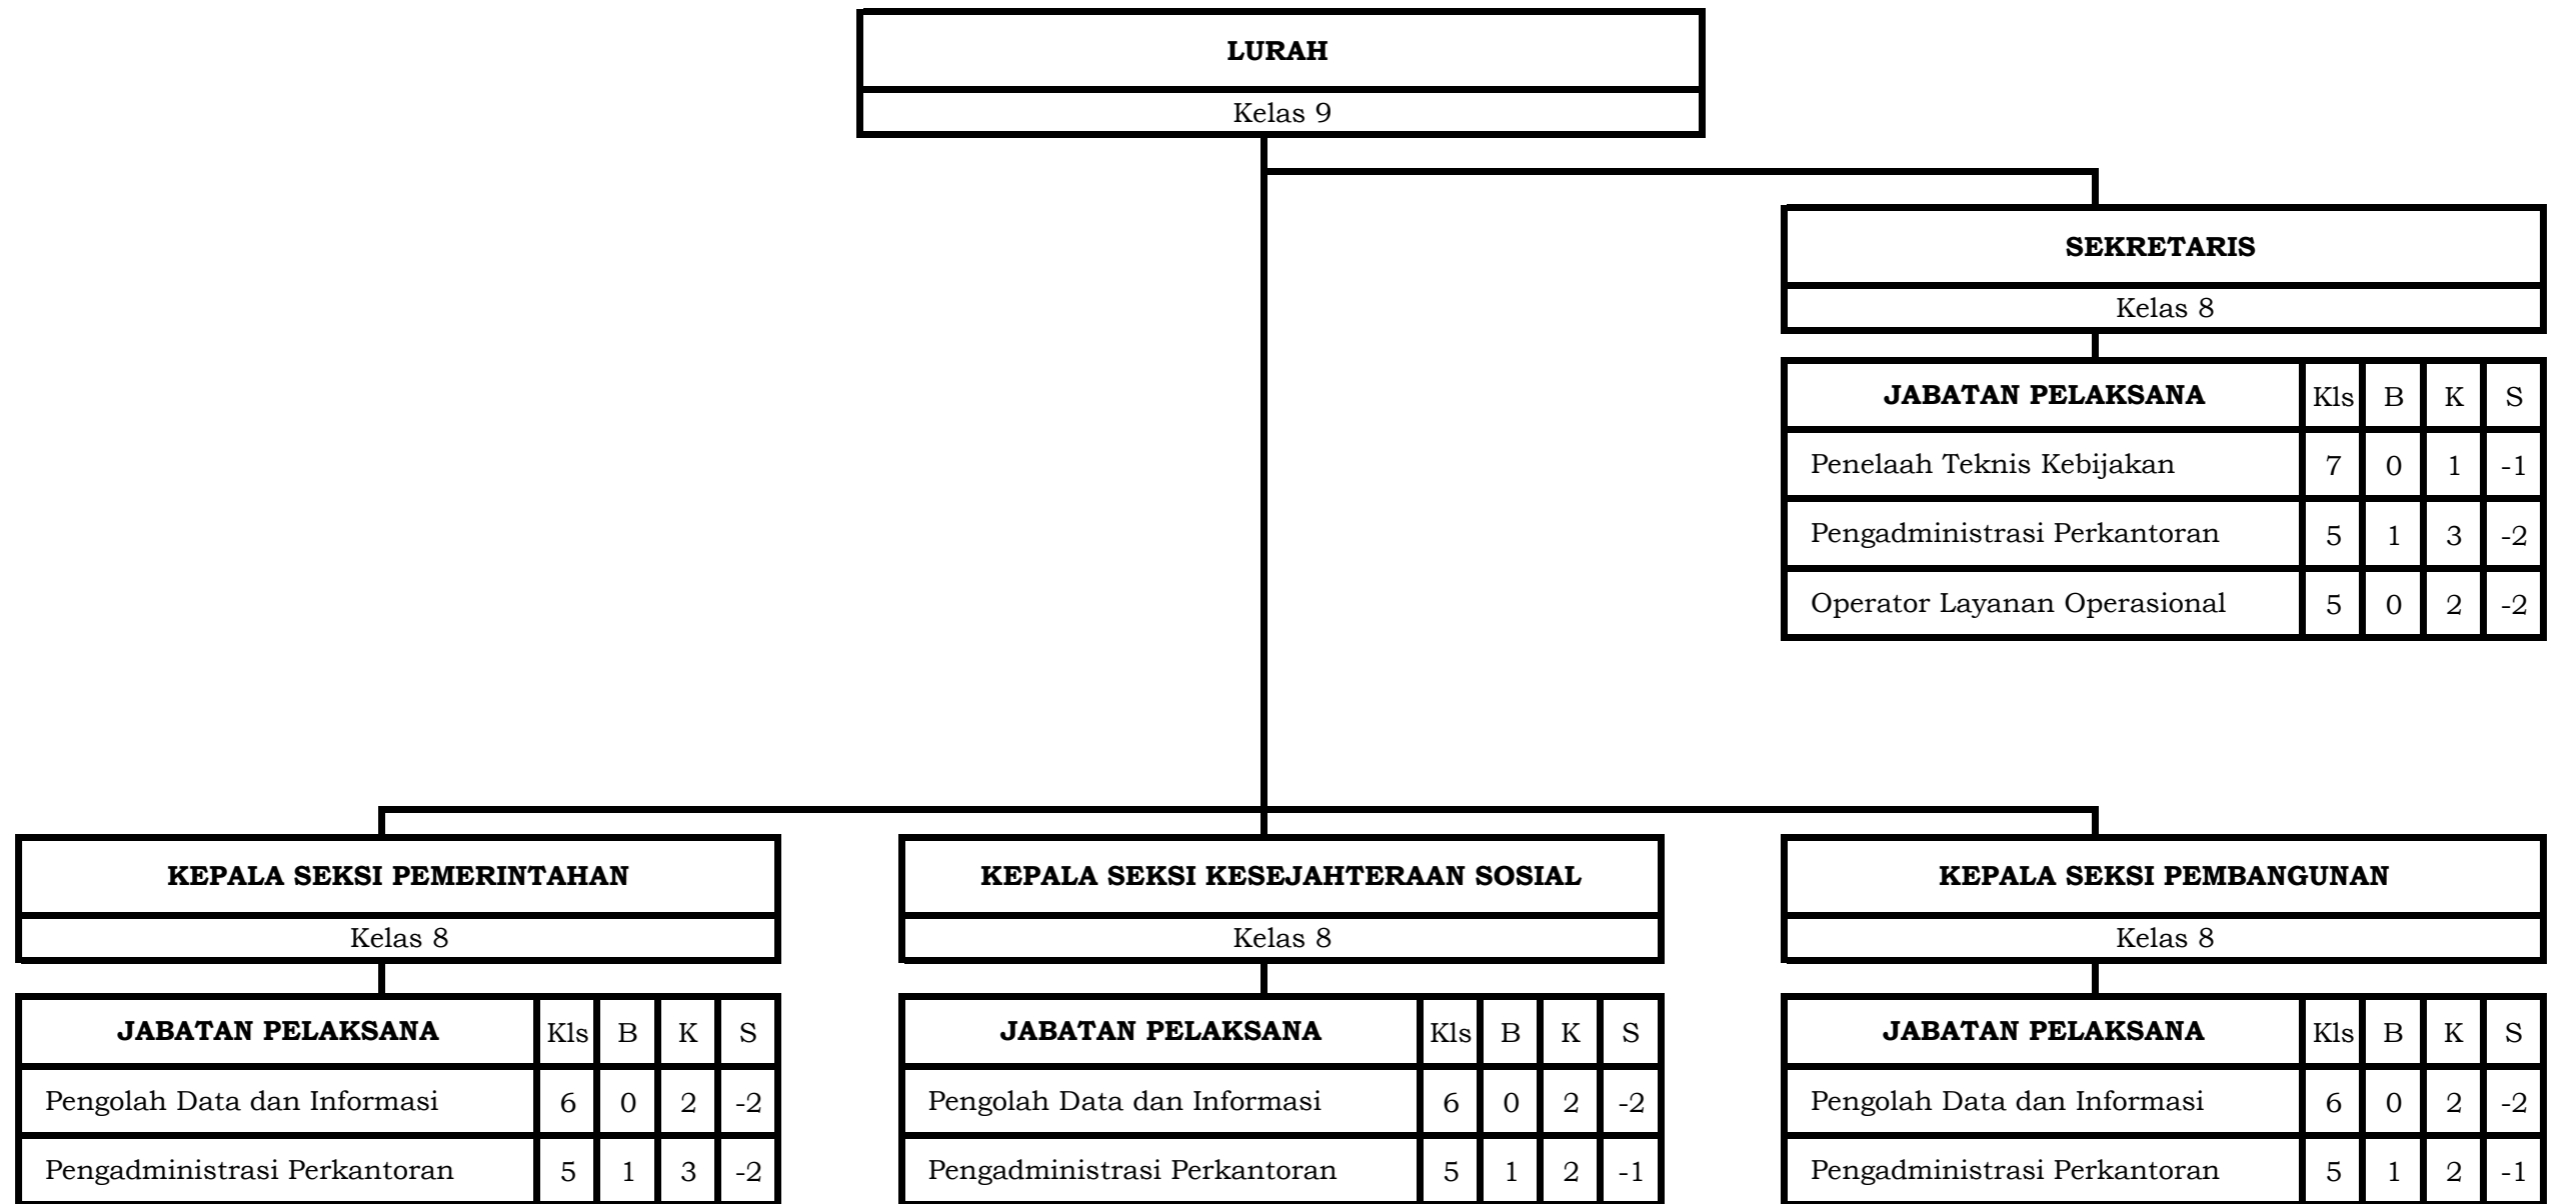 LURAH
Kelas 9
SEKRETARIS
Kelas 8
JABATAN PELAKSANA Kls B K S
Penelaah Teknis Kebijakan 7 0 1 -1
Pengadministrasi Perkantoran 5 1 3 -2
Operator Layanan Operasional 5 0 2 -2
KEPALA SEKSI PEMERINTAHAN
Kelas 8
JABATAN PELAKSANA Kls B K S
Pengolah Data dan Informasi 6 0 2 -2
Pengadministrasi Perkantoran 5 1 3 -2
KEPALA SEKSI KESEJAHTERAAN SOSIAL
Kelas 8
JABATAN PELAKSANA Kls B K S
Pengolah Data dan Informasi 6 0 2 -2
Pengadministrasi Perkantoran 5 1 2 -1
KEPALA SEKSI PEMBANGUNAN
Kelas 8
JABATAN PELAKSANA Kls B K S
Pengolah Data dan Informasi 6 0 2 -2
Pengadministrasi Perkantoran 5 1 2 -1